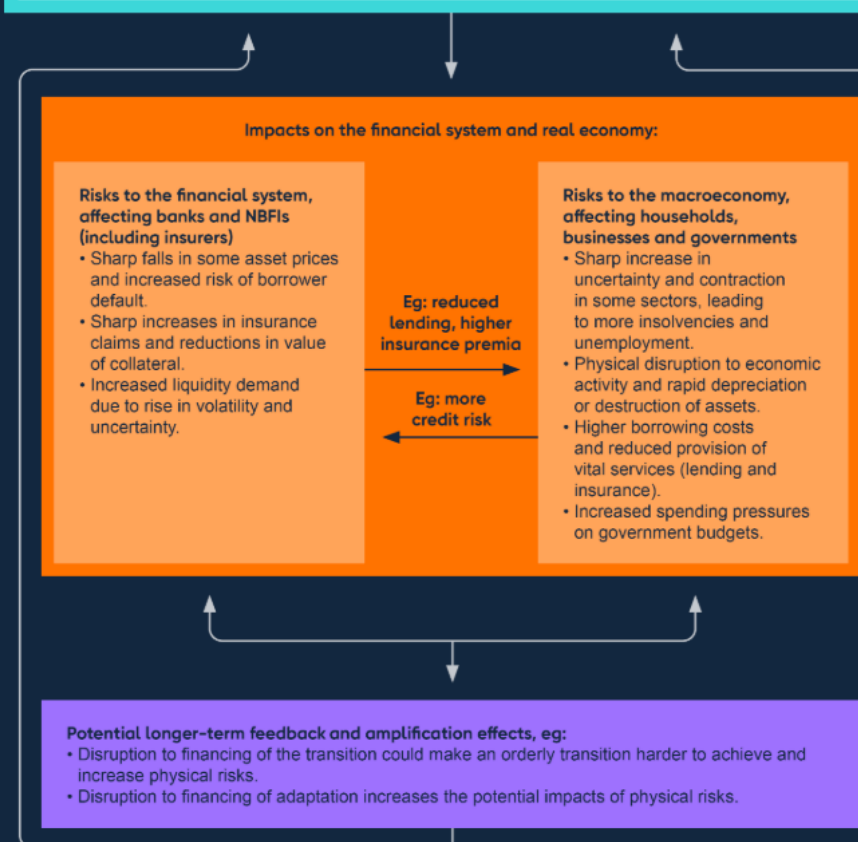 Impacts on the financial system and real economy:
Risks to the financial system,
affecting banks and NBFIs
(including insurers)
• Sharp falls in some asset prices
and increased risk of borrower
default.
• Sharp increases in insurance
claims and reductions in value
of collateral.
• Increased liquidity demand
due to rise in volatility and
uncertainty.
Eg: reduced
lending, higher
insurance premia
Eg: more
credit risk
Risks to the macroeconomy,
affecting households,
businesses and governments
• Sharp increase in
uncertainty and contraction
in some sectors, leading
to more insolvencies and
unemployment.
• Physical disruption to economic
activity and rapid depreciation
or destruction of assets.
• Higher borrowing costs
and reduced provision of
vital services (lending and
insurance).
• Increased spending pressures
on government budgets.
Potential longer-term feedback and amplification effects, eg:
• Disruption to financing of the transition could make an orderly transition harder to achieve and
increase physical risks.
• Disruption to financing of adaptation increases the potential impacts of physical risks.